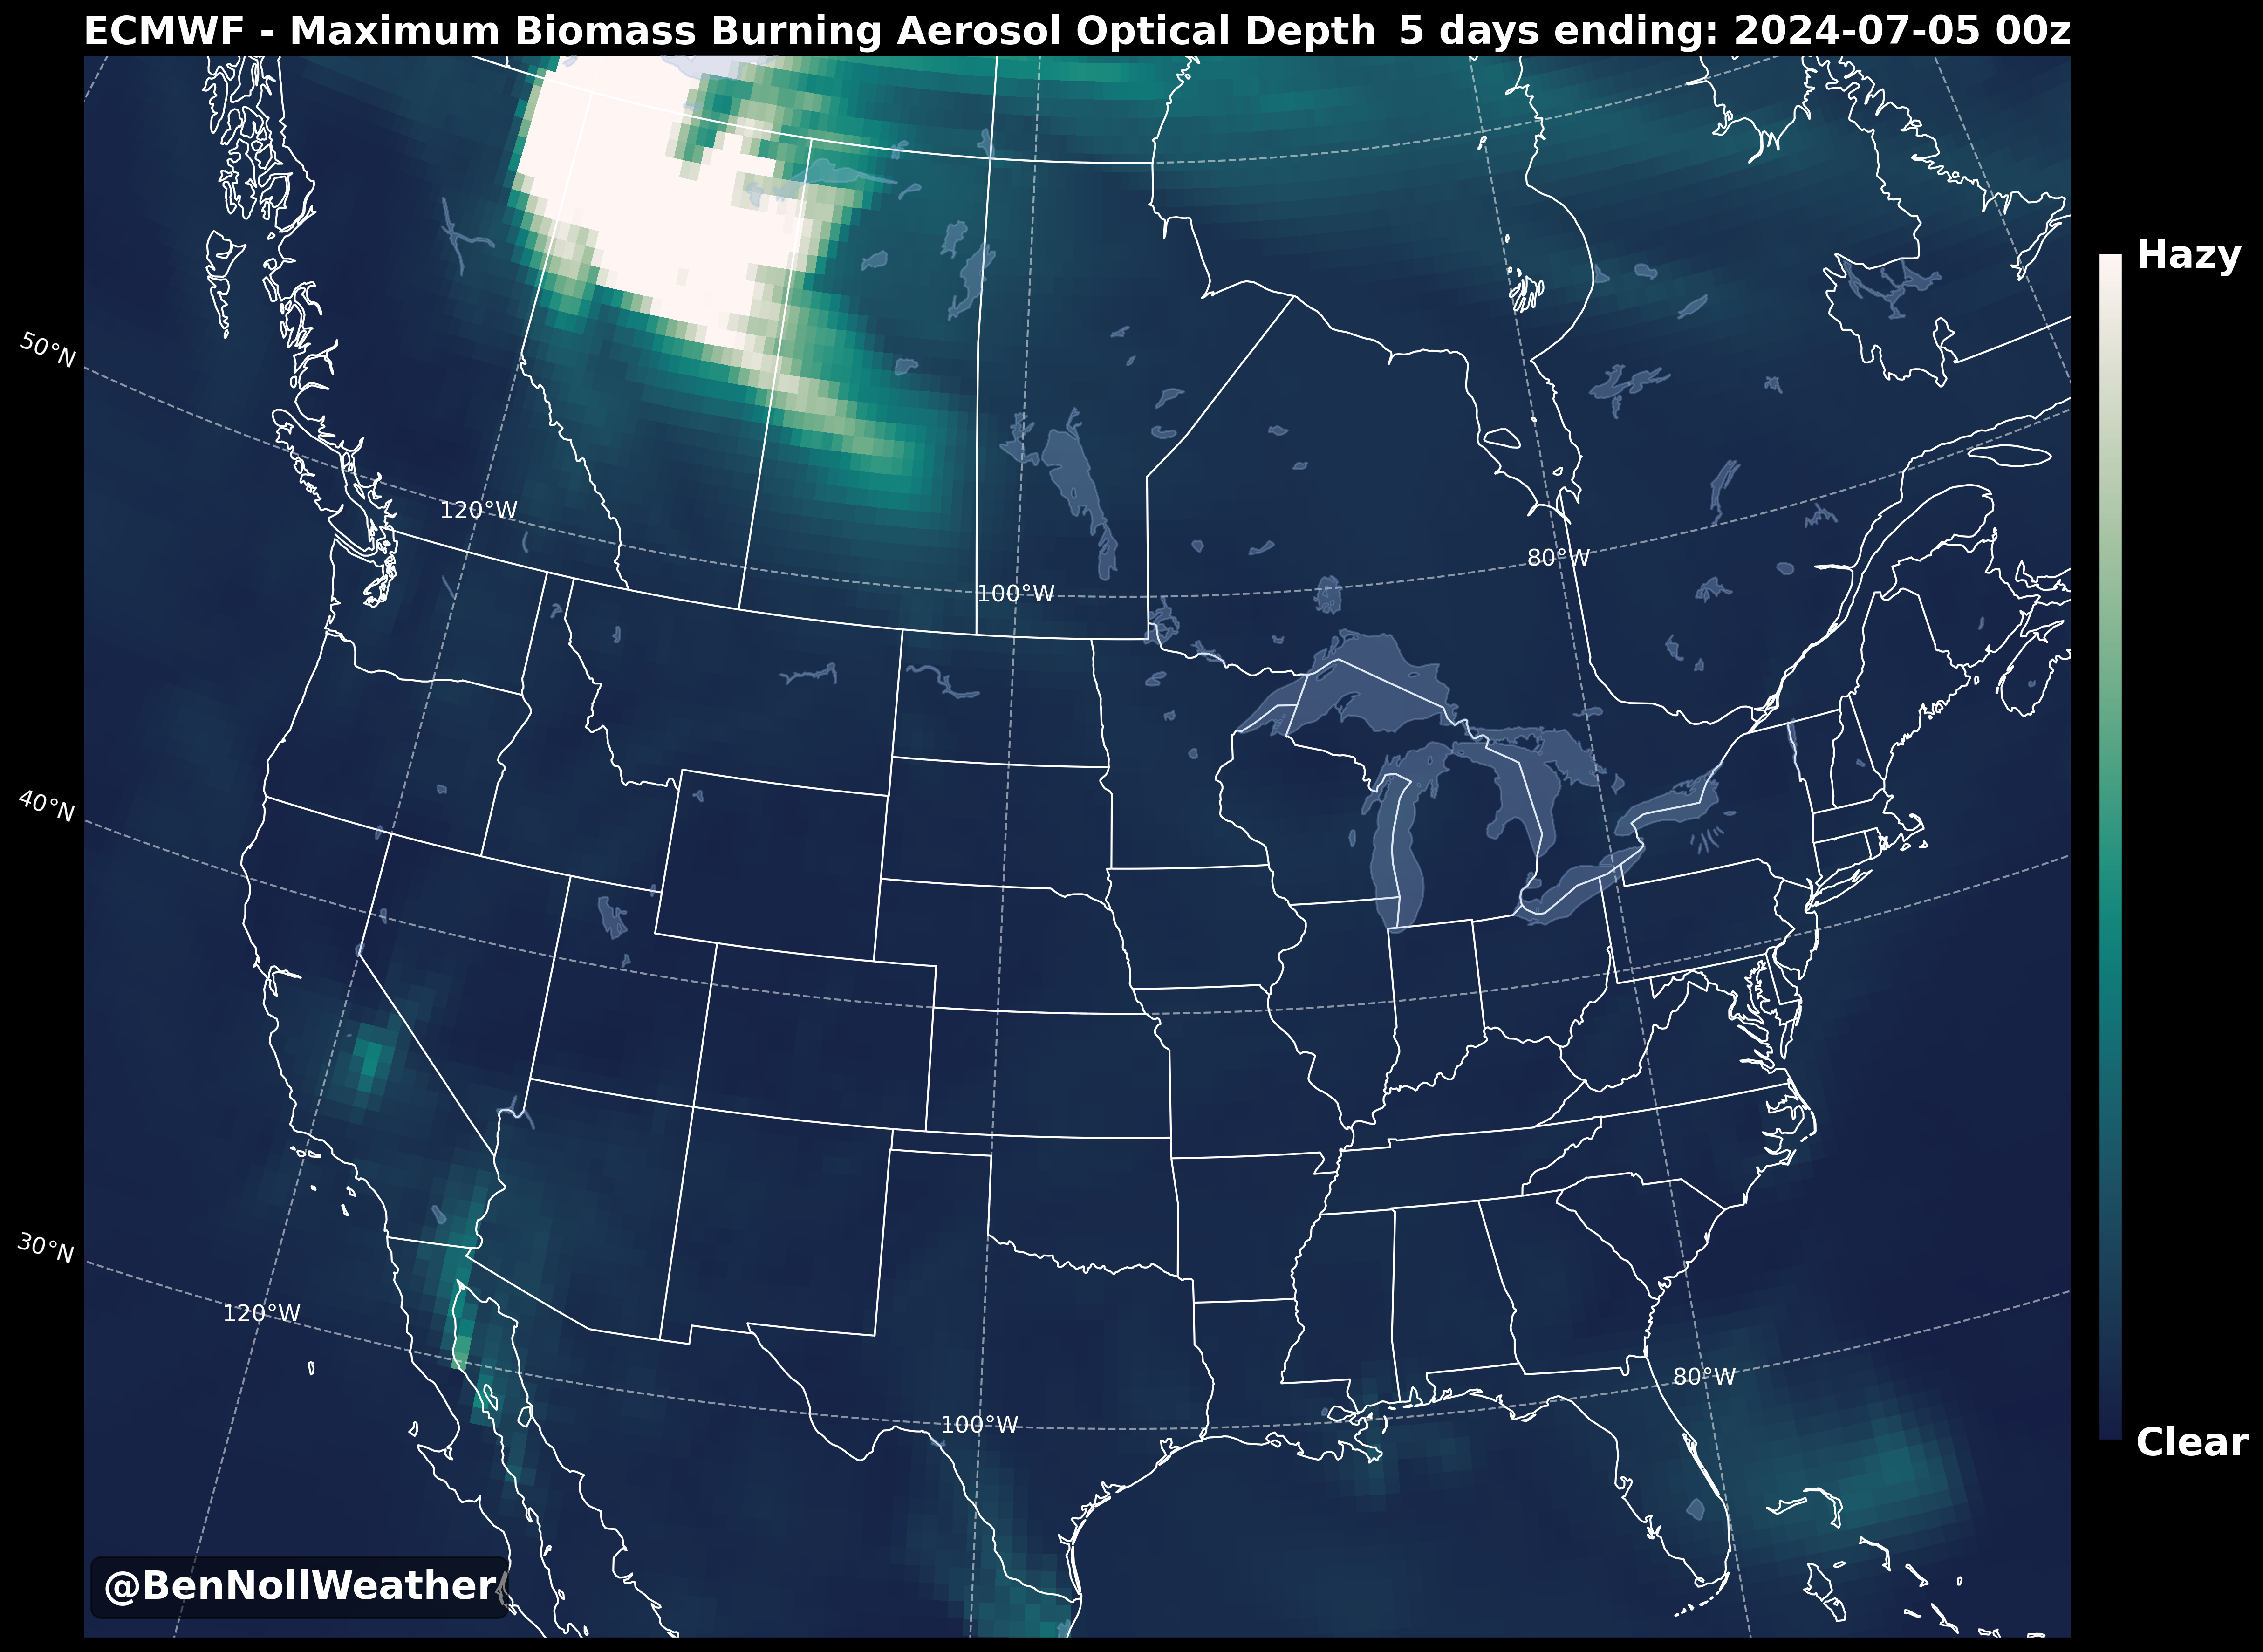 ECMWF - Maximum Biomass Burning Aerosol Optical Depth 5 days ending: 2024-07-05 00z
Hazy
50°N
120°W
80°W
100°W
40°N
30°N
120°W
80°W
100°W
Clear
@BenNollWeather